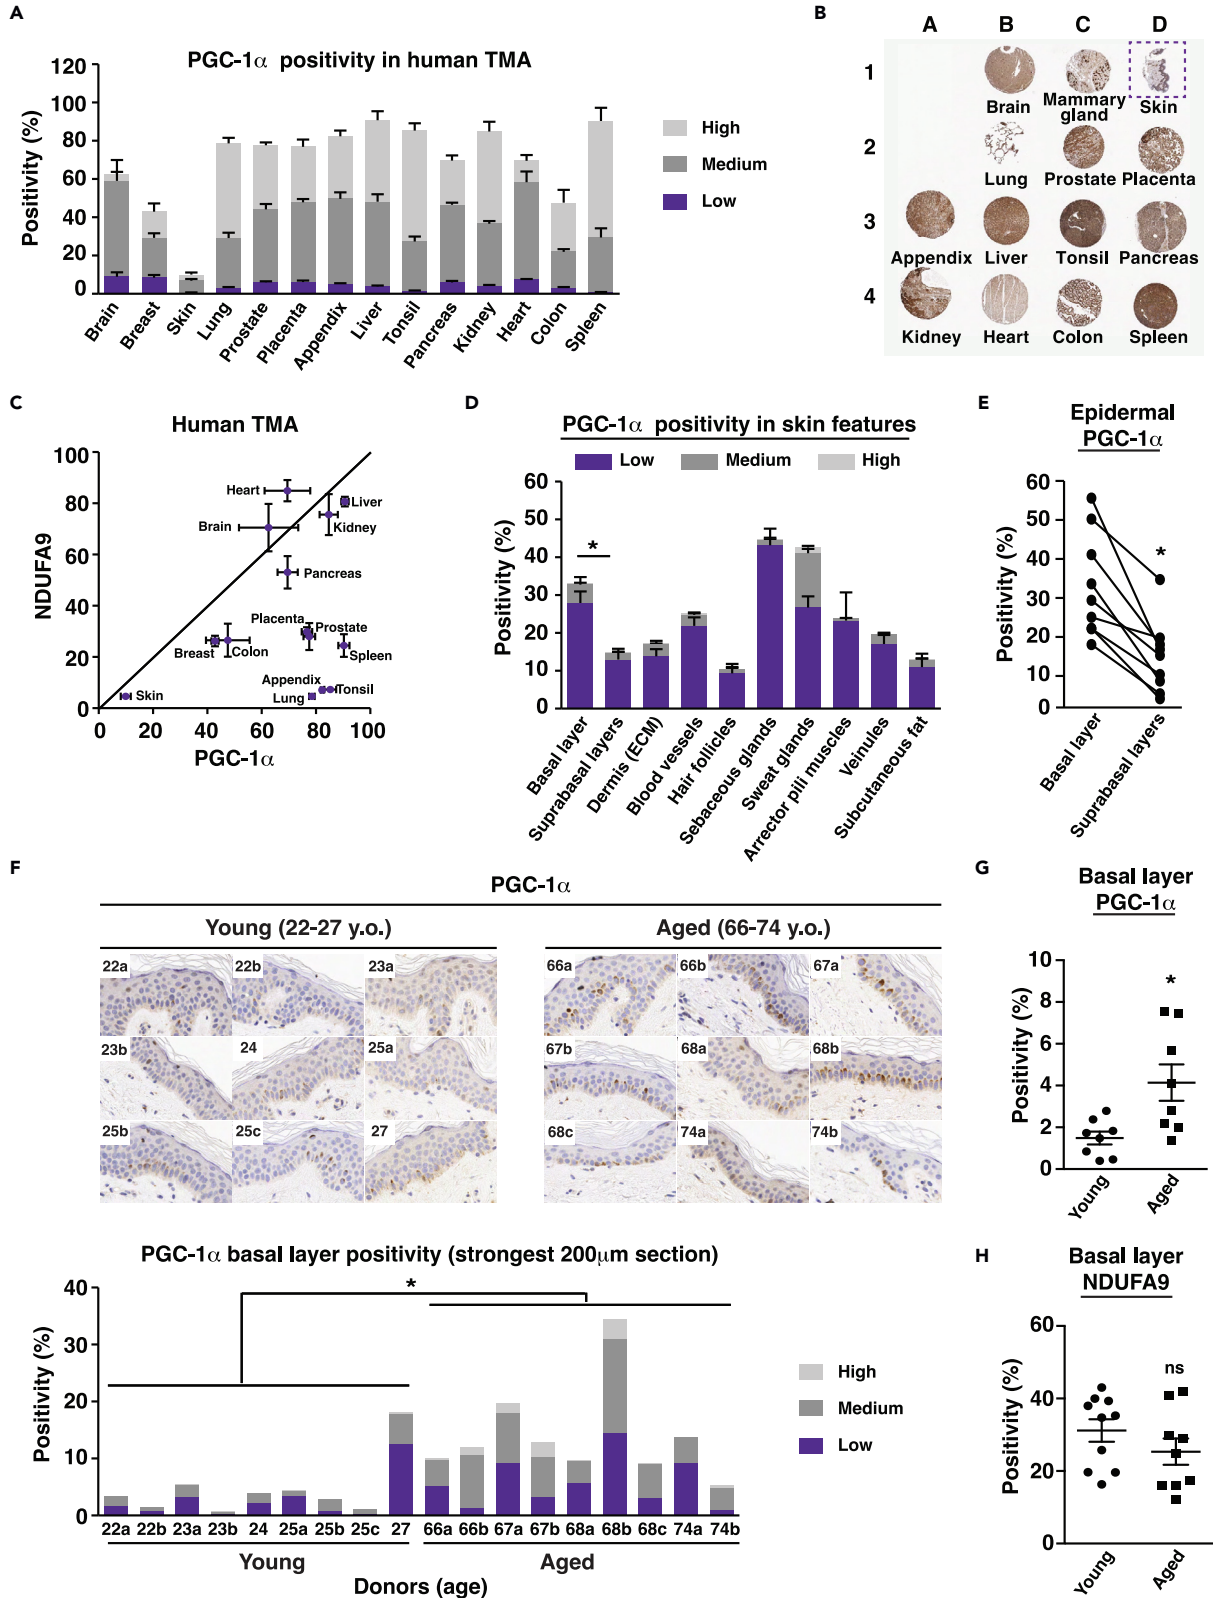 A
PGC-1α positivity in human TMA
120
100
80
60
40
20
0
Positivity (%)
High
Medium
Low
Brain
Breast
Skin
Lung
Prostate
Placenta
Appendix
Liver
Tonsil
Pancreas
Kidney
Heart
Colon
Spleen
B
A B C D
1
Brain Mammary gland Skin
2
Lung Prostate Placenta
3
Appendix Liver Tonsil Pancreas
4
Kidney Heart Colon Spleen
C
Human TMA
100
80
60
40
20
0
NDUFA9
Heart
Liver
Brain
Kidney
Pancreas
Placenta
Prostate
Breast
Colon
Spleen
Appendix
Tonsil
Lung
Skin
0 20 40 60 80 100
PGC-1α
D
PGC-1α positivity in skin features
Low Medium High
60
50
40
30
20
10
0
Positivity (%)
*
Basal layer
Suprabasal layers
Dermis (ECM)
Blood vessels
Hair follicles
Sebaceous glands
Sweat glands
Arrector pili muscles
Veinules
Subcutaneous fat
E
Epidermal
PGC-1α
60
50
40
30
20
10
0
Positivity (%)
*
Basal layer
Suprabasal layers
F
PGC-1α
Young (22-27 y.o.)
Aged (66-74 y.o.)
22a 22b 23a
23b 24 25a
25b 25c 27
66a 66b 67a
67b 68a 68b
68c 74a 74b
PGC-1α basal layer positivity (strongest 200μm section)
40
30
20
10
0
Positivity (%)
*
High
Medium
Low
22a 22b 23a 23b 24 25a 25b 25c 27 66a 66b 67a 67b 68a 68b 68c 74a 74b
Young
Aged
Donors (age)
G
Basal layer
PGC-1α
10
8
6
4
2
0
Positivity (%)
*
Young
Aged
H
Basal layer
NDUFA9
60
40
20
0
Positivity (%)
ns
Young
Aged